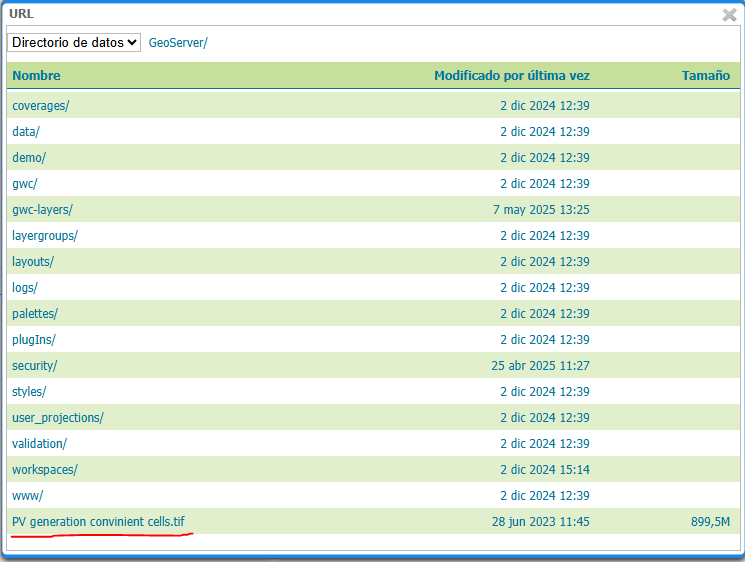 URL
Directorio de datos GeoServer/
Nombre Modificado por última vez Tamaño
coverages/ 2 dic 2024 12:39
data/ 2 dic 2024 12:39
demo/ 2 dic 2024 12:39
gwc/ 2 dic 2024 12:39
gwc-layers/ 7 may 2025 13:25
layergroups/ 2 dic 2024 12:39
layouts/ 2 dic 2024 12:39
logs/ 2 dic 2024 12:39
palettes/ 2 dic 2024 12:39
plugIns/ 2 dic 2024 12:39
security/ 25 abr 2025 11:27
styles/ 2 dic 2024 12:39
user_projections/ 2 dic 2024 12:39
validation/ 2 dic 2024 12:39
workspaces/ 2 dic 2024 15:14
www/ 2 dic 2024 12:39
PV generation convinient cells.tif 28 jun 2023 11:45 899,5M